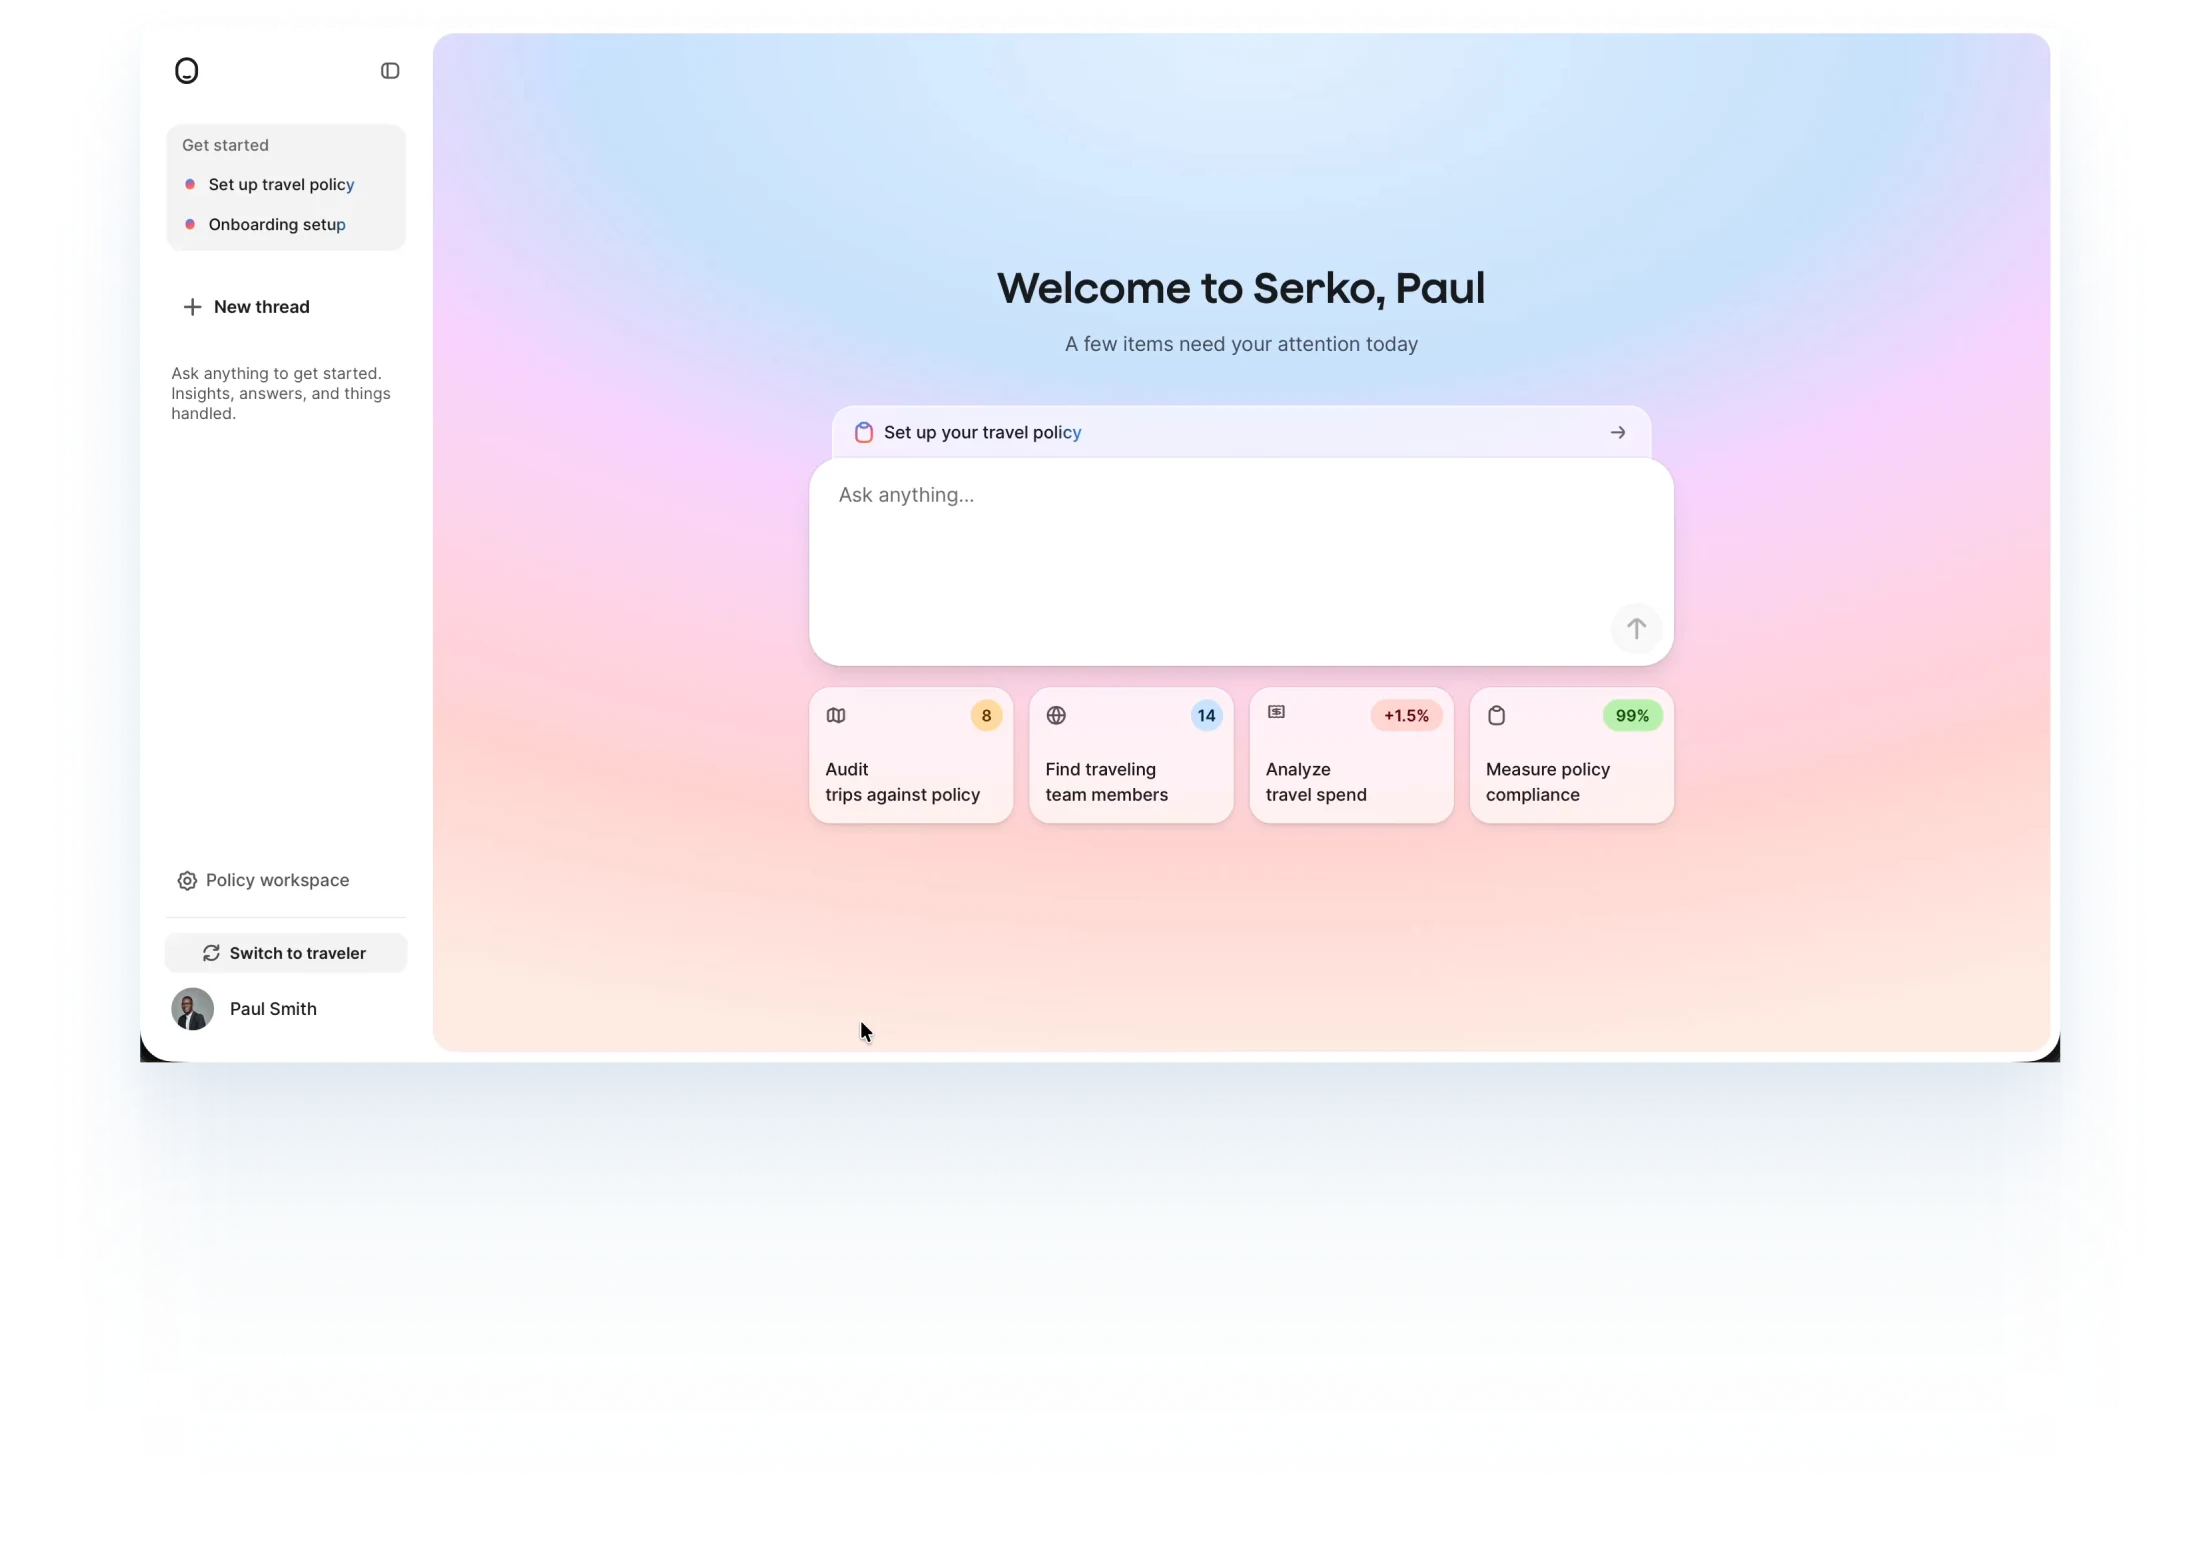 Get started
Set up travel policy
Onboarding setup
New thread
Ask anything to get started.
Insights, answers, and things
handled.
Policy workspace
Switch to traveler
Paul Smith
Welcome to Serko, Paul
A few items need your attention today
Set up your travel policy
Ask anything...
8
Audit
trips against policy
14
Find traveling
team members
+1.5%
Analyze
travel spend
99%
Measure policy
compliance